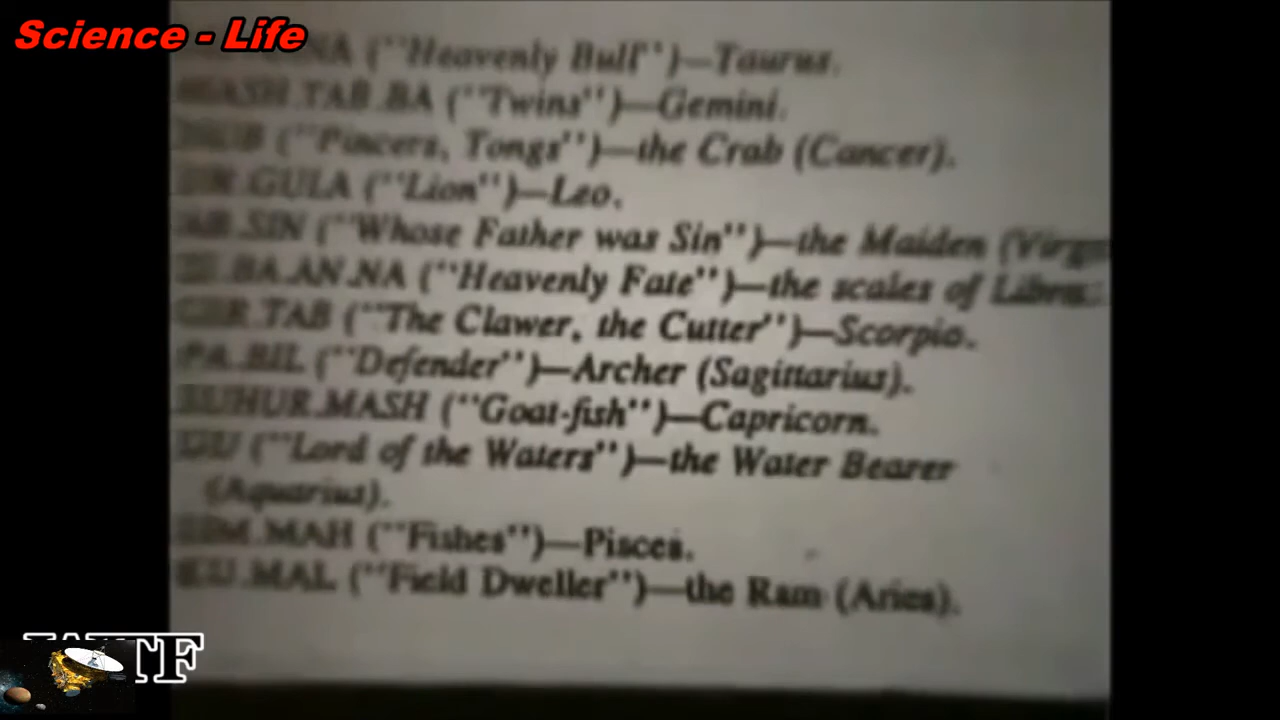 Science - Life
("Heavenly Bull")—Taurus.
MASH.TAB.BA ("Twins")—Gemini.
("Pincers, Tongs")—the Crab (Cancer).
GULA ("Lion")—Leo.
AB.SIN ("Whose Father was Sin")—the Maiden (Virgo
BA.AN.NA ("Heavenly Fate")—the scales of Libra.
TAB ("The Clawer, the Cutter")—Scorpio.
PA.BIL ("Defender")—Archer (Sagittarius).
SUHUR.MASH ("Goat-fish")—Capricorn.
("Lord of the Waters")—the Water Bearer
(Aquarius).
MAH ("Fishes")—Pisces.
KU.MAL ("Field Dweller")—the Ram (Aries).